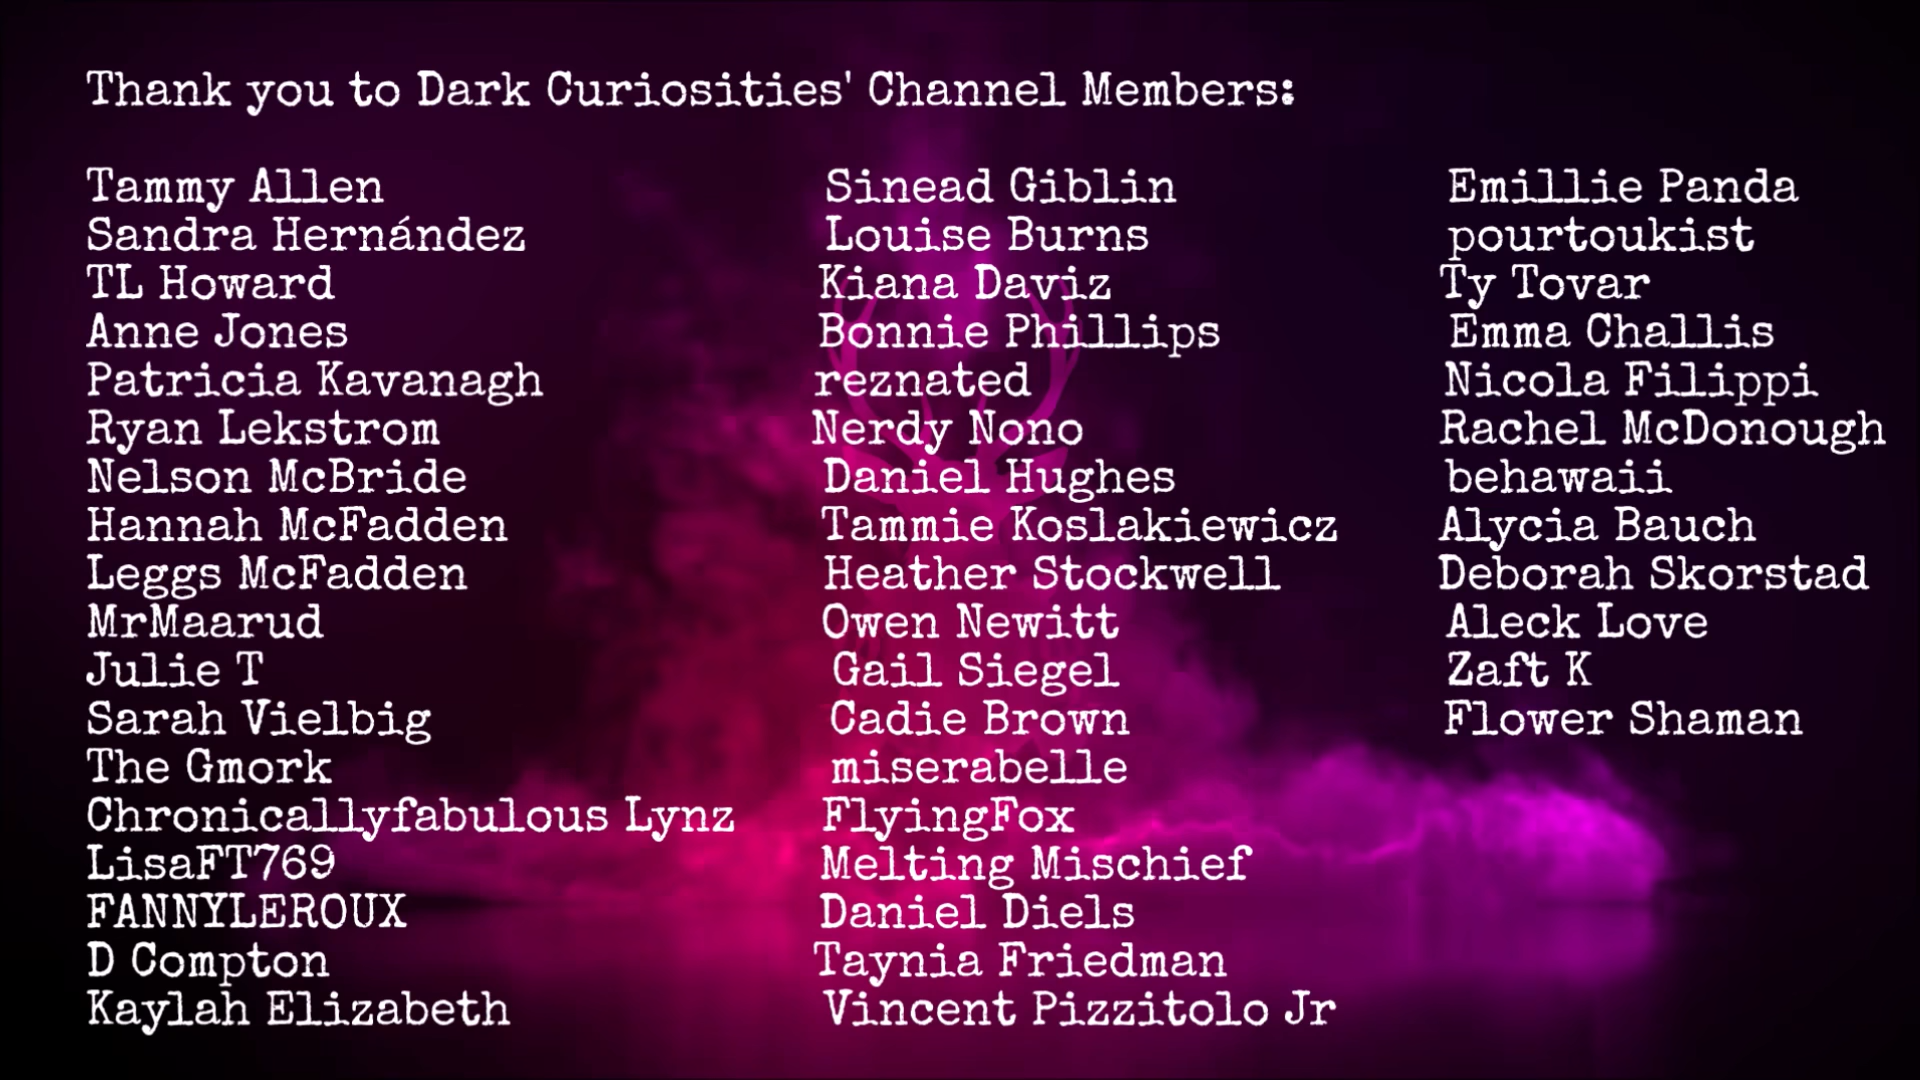 Thank you to Dark Curiosities' Channel Members:
Tammy Allen
Sandra Hernández
TL Howard
Anne Jones
Patricia Kavanagh
Ryan Lekstrom
Nelson McBride
Hannah McFadden
Leggs McFadden
MrMaarud
Julie T
Sarah Vielbig
The Gmork
Chronicallyfabulous Lynz
LisaFT769
FANNYLEROUX
D Compton
Kaylah Elizabeth
Sinead Giblin
Louise Burns
Kiana Daviz
Bonnie Phillips
reznated
Nerdy Nono
Daniel Hughes
Tammie Koslakiewicz
Heather Stockwell
Owen Newitt
Gail Siegel
Cadie Brown
miserabelle
FlyingFox
Melting Mischief
Daniel Diels
Taynia Friedman
Vincent Pizzitolo Jr
Emillie Panda
pourtoukist
Ty Tovar
Emma Challis
Nicola Filippi
Rachel McDonough
behawaii
Alycia Bauch
Deborah Skorstad
Aleck Love
Zaft K
Flower Shaman